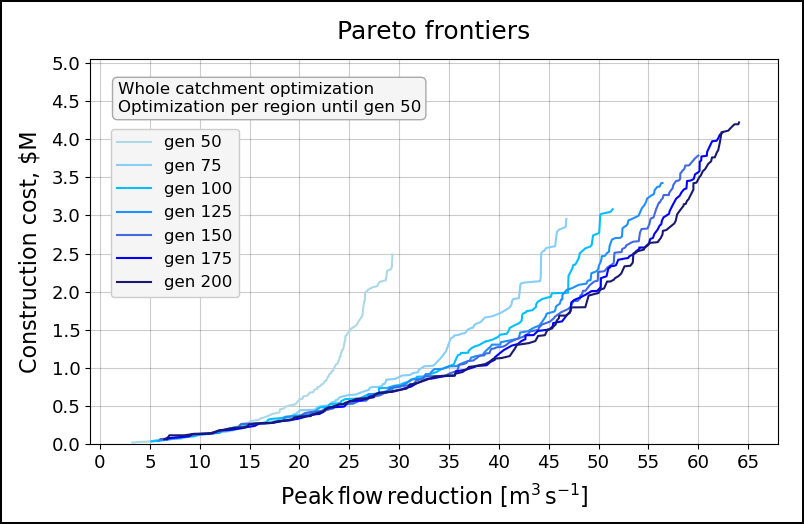 Pareto frontiers
Construction cost, $M
5.0
4.5
4.0
3.5
3.0
2.5
2.0
1.5
1.0
0.5
0.0
Whole catchment optimization
Optimization per region until gen 50
gen 50
gen 75
gen 100
gen 125
gen 150
gen 175
gen 200
0 5 10 15 20 25 30 35 40 45 50 55 60 65
Peak flow reduction [m³ s⁻¹]